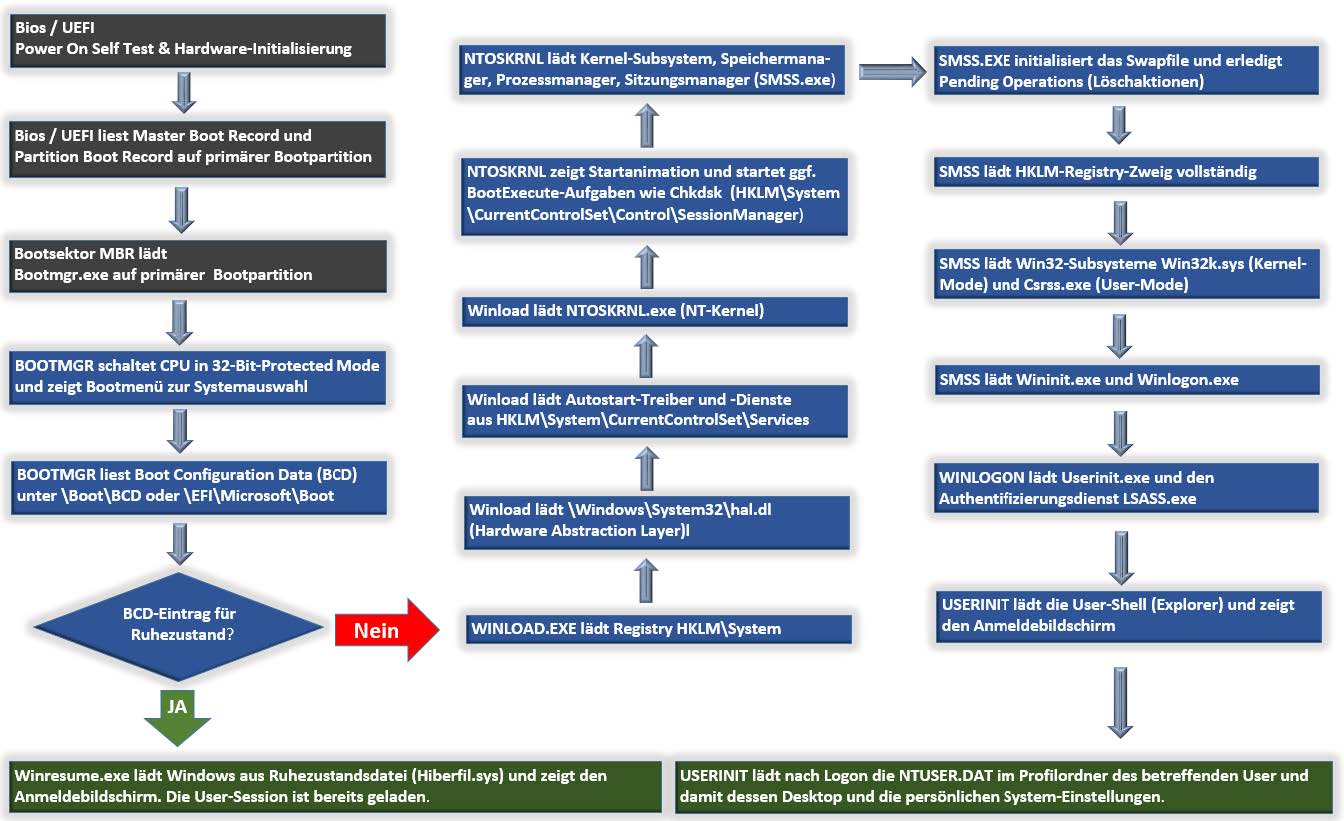 Bios / UEFI
Power On Self Test & Hardware-Initialisierung
Bios / UEFI liest Master Boot Record und
Partition Boot Record auf primärer Bootpartition
Bootsektor MBR lädt
Bootmgr.exe auf primärer Bootpartition
BOOTMGR schaltet CPU in 32-Bit-Protected Mode
und zeigt Bootmenü zur Systemauswahl
BOOTMGR liest Boot Configuration Data (BCD)
unter \Boot\BCD oder \EFI\Microsoft\Boot
BCD-Eintrag für
Ruhezustand?
Nein
JA
Winresume.exe lädt Windows aus Ruhezustandsdatei (Hiberfil.sys) und zeigt den
Anmeldebildschirm. Die User-Session ist bereits geladen.
WINLOAD.EXE lädt Registry HKLM\System
Winload lädt \Windows\System32\hal.dl
(Hardware Abstraction Layer)l
Winload lädt Autostart-Treiber und -Dienste
aus HKLM\System\CurrentControlSet\Services
Winload lädt NTOSKRNL.exe (NT-Kernel)
NTOSKRNL zeigt Startanimation und startet ggf.
BootExecute-Aufgaben wie Chkdsk (HKLM\System
\CurrentControlSet\Control\SessionManager)
NTOSKRNL lädt Kernel-Subsystem, Speichermana-
ger, Prozessmanager, Sitzungsmanager (SMSS.exe)
SMSS.EXE initialisiert das Swapfile und erledigt
Pending Operations (Löschaktionen)
SMSS lädt HKLM-Registry-Zweig vollständig
SMSS lädt Win32-Subsysteme Win32k.sys (Kernel-
Mode) und Csrss.exe (User-Mode)
SMSS lädt Wininit.exe und Winlogon.exe
WINLOGON lädt Userinit.exe und den
Authentifizierungsdienst LSASS.exe
USERINIT lädt die User-Shell (Explorer) und zeigt
den Anmeldebildschirm
USERINIT lädt nach Logon die NTUSER.DAT im Profilordner des betreffenden User und
damit dessen Desktop und die persönlichen System-Einstellungen.